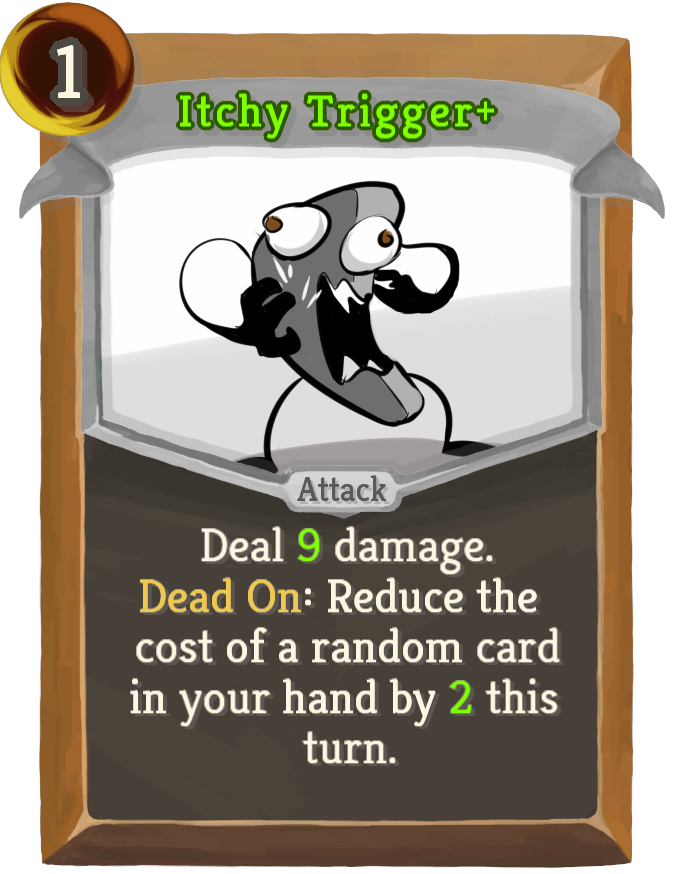 1
Itchy Trigger+
Attack
Deal 9 damage.
Dead On: Reduce the
cost of a random card
in your hand by 2 this
turn.